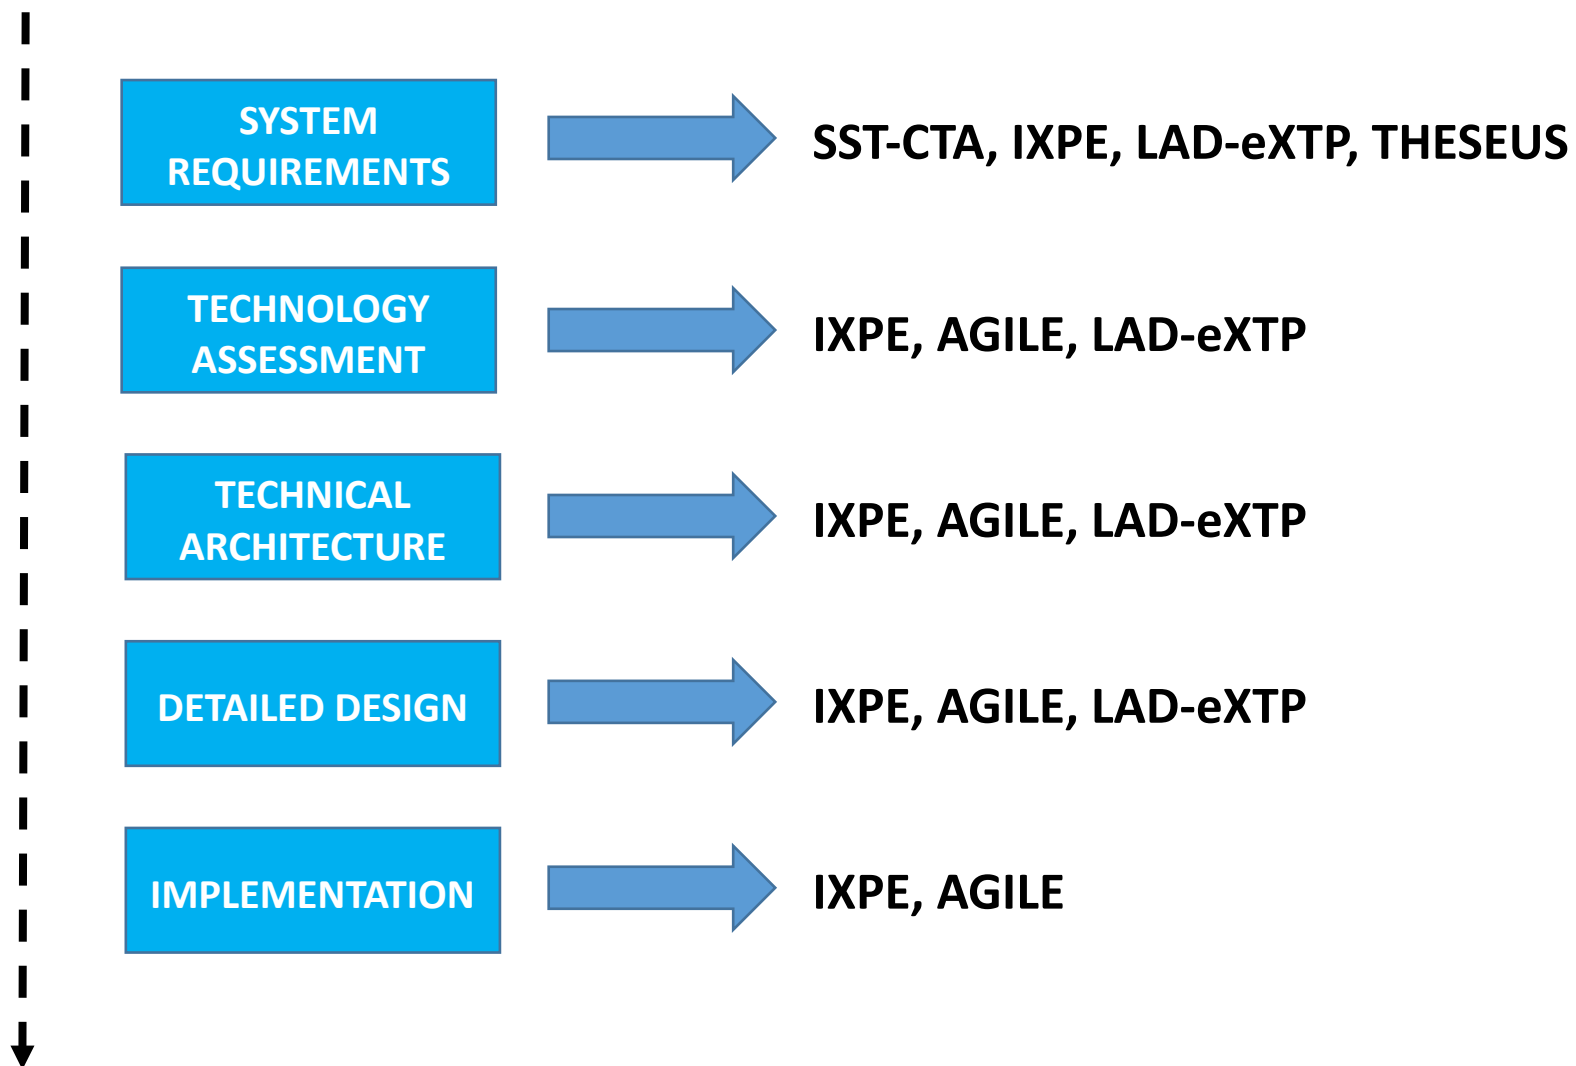 SYSTEM
REQUIREMENTS
SST-CTA, IXPE, LAD-eXTP, THESEUS
TECHNOLOGY
ASSESSMENT
IXPE, AGILE, LAD-eXTP
TECHNICAL
ARCHITECTURE
IXPE, AGILE, LAD-eXTP
DETAILED DESIGN
IXPE, AGILE, LAD-eXTP
IMPLEMENTATION
IXPE, AGILE